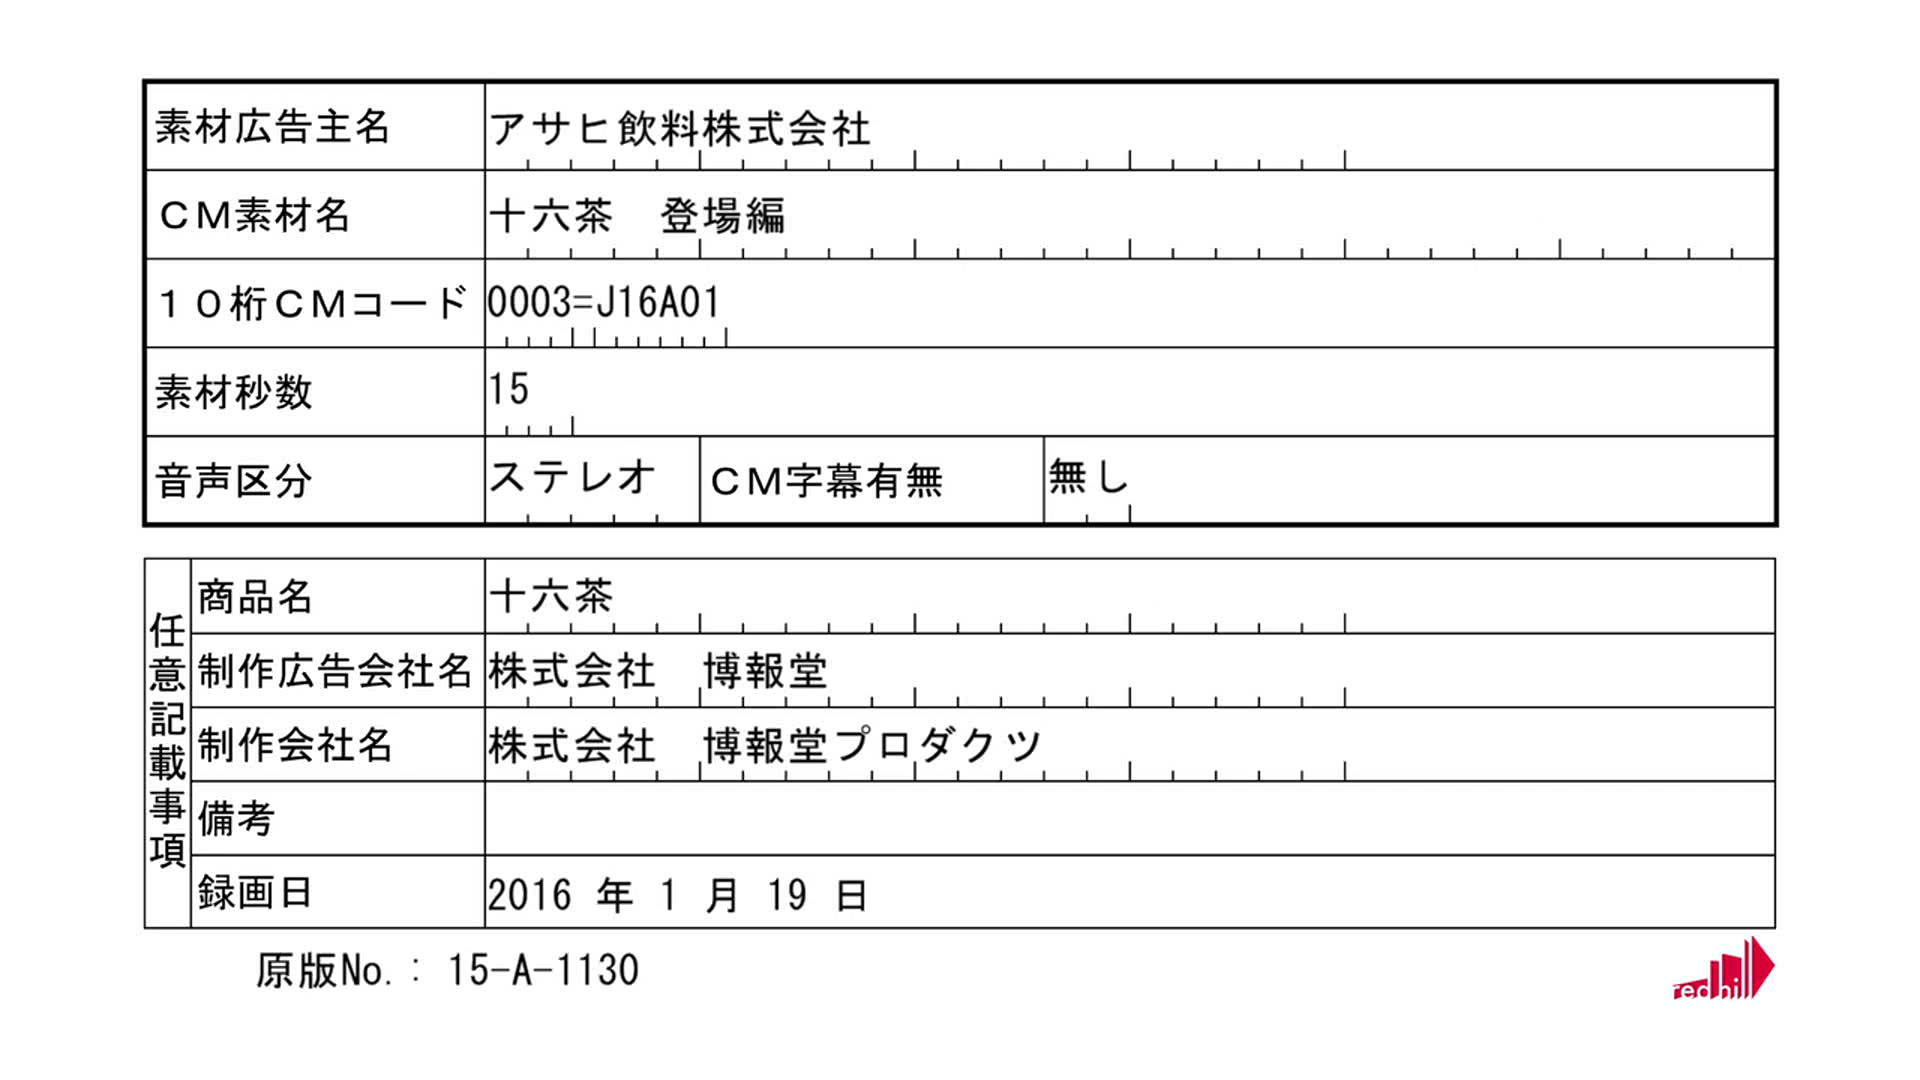 素材広告主名 アサヒ飲料株式会社
CM素材名 十六茶　登場編
10桁CMコード 0003=J16A01
素材秒数 15
音声区分 ステレオ CM字幕有無 無し
任意記載事項
商品名 十六茶
制作広告会社名 株式会社　博報堂
制作会社名 株式会社　博報堂プロダクツ
備考
録画日 2016 年 1 月 19 日
原版No.: 15-A-1130
red hill